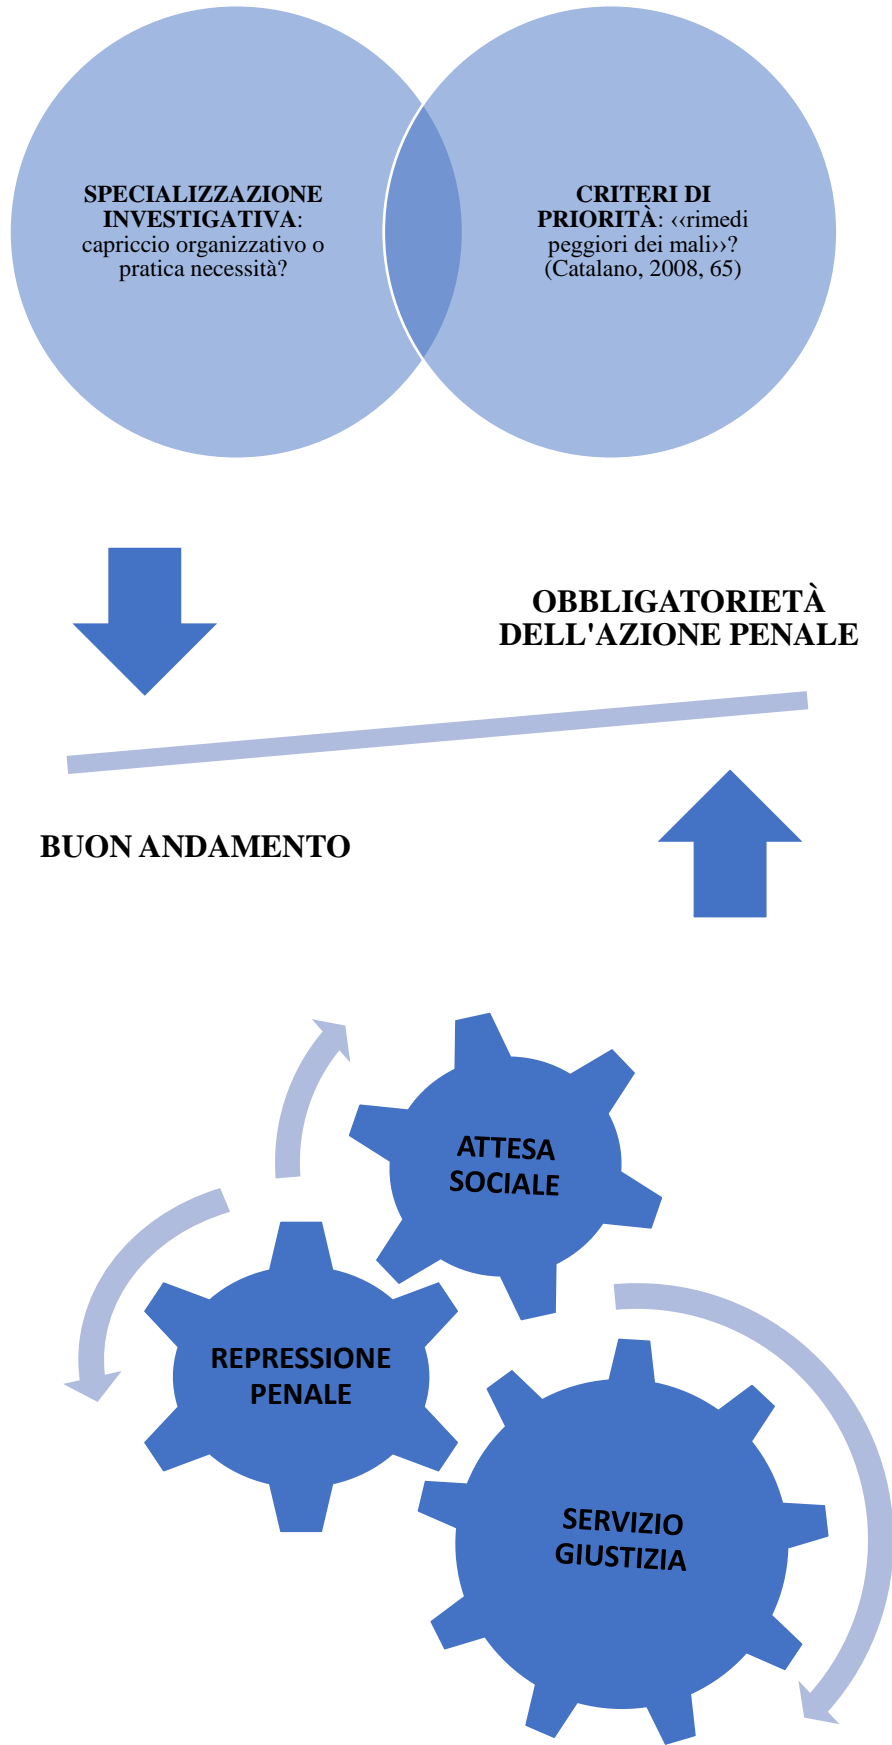 SPECIALIZZAZIONE
INVESTIGATIVA:
capriccio organizzativo o
pratica necessità?
CRITERI DI
PRIORITÀ: ‹‹rimedi
peggiori dei mali››?
(Catalano, 2008, 65)
OBBLIGATORIETÀ
DELL'AZIONE PENALE
BUON ANDAMENTO
ATTESA
SOCIALE
REPRESSIONE
PENALE
SERVIZIO
GIUSTIZIA